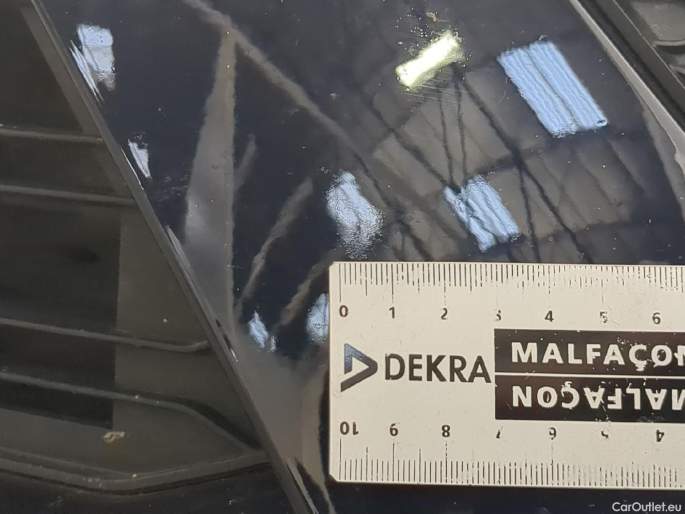 0 1 2 3 4 5 6
DEKRA MALFAÇON
MALFAÇON
10 9 8 7 6 5 4
CarOutlet.eu